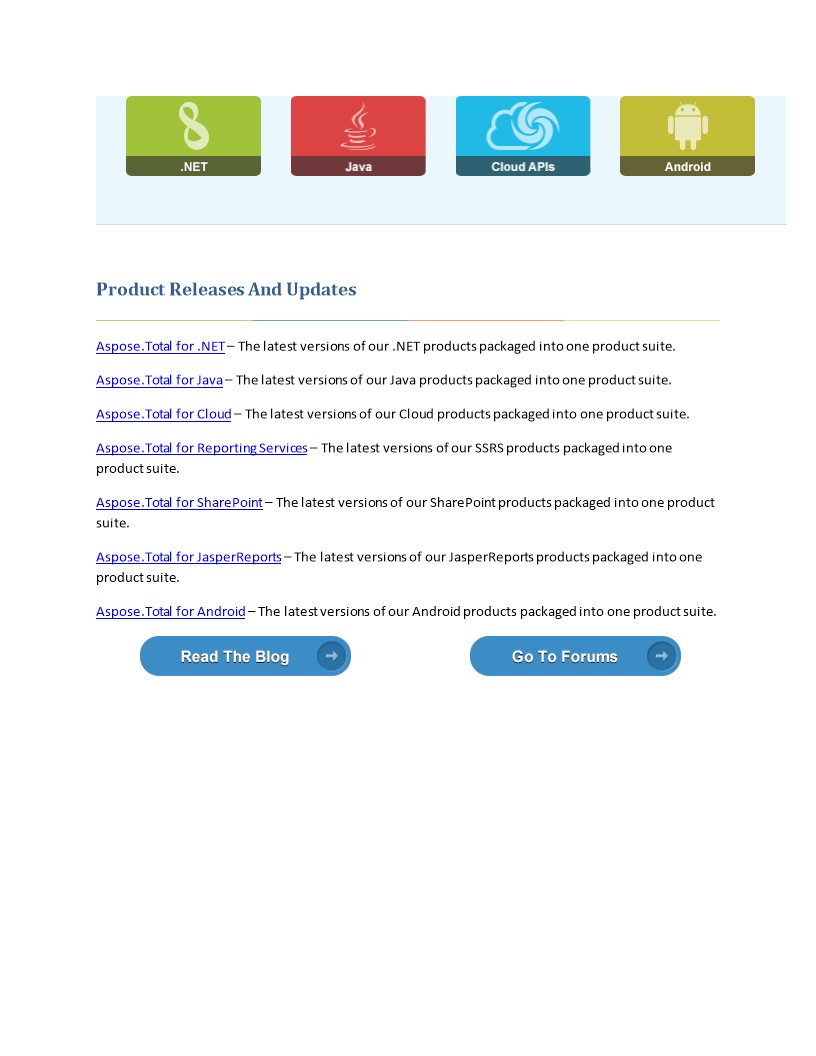 .NET Java Cloud APIs Android
Product Releases And Updates
Aspose.Total for .NET – The latest versions of our .NET products packaged into one product suite.
Aspose.Total for Java – The latest versions of our Java products packaged into one product suite.
Aspose.Total for Cloud – The latest versions of our Cloud products packaged into one product suite.
Aspose.Total for Reporting Services – The latest versions of our SSRS products packaged into one
product suite.
Aspose.Total for SharePoint – The latest versions of our SharePoint products packaged into one product
suite.
Aspose.Total for JasperReports – The latest versions of our JasperReports products packaged into one
product suite.
Aspose.Total for Android – The latest versions of our Android products packaged into one product suite.
Read The Blog Go To Forums